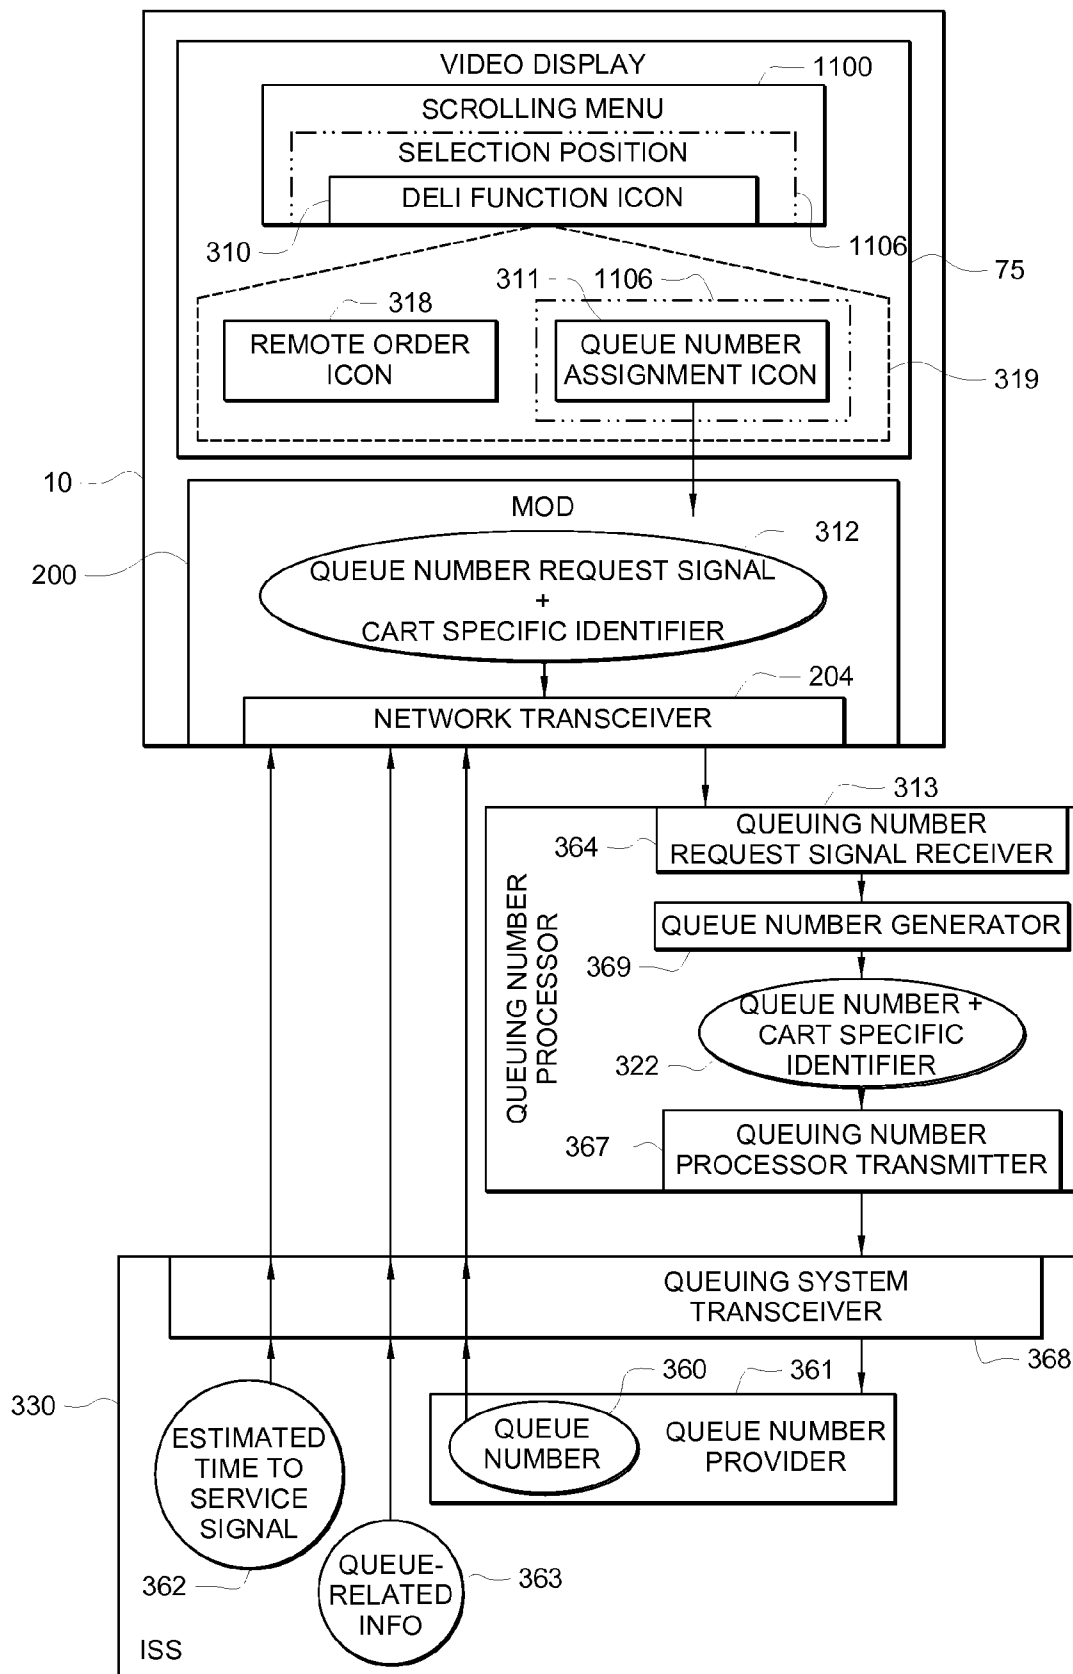 VIDEO DISPLAY
1100
SCROLLING MENU
SELECTION POSITION
DELI FUNCTION ICON
310
1106
75
311
1106
318
REMOTE ORDER
ICON
QUEUE NUMBER
ASSIGNMENT ICON
319
10
MOD
312
200
QUEUE NUMBER REQUEST SIGNAL
+
CART SPECIFIC IDENTIFIER
204
NETWORK TRANSCEIVER
313
364
QUEUING NUMBER
REQUEST SIGNAL RECEIVER
QUEUING NUMBER
PROCESSOR
QUEUE NUMBER GENERATOR
369
QUEUE NUMBER +
CART SPECIFIC
IDENTIFIER
322
367
QUEUING NUMBER
PROCESSOR TRANSMITTER
QUEUING SYSTEM
TRANSCEIVER
368
330
360
361
QUEUE
NUMBER
QUEUE NUMBER
PROVIDER
ESTIMATED
TIME TO
SERVICE
SIGNAL
362
QUEUE-
RELATED
INFO
363
ISS